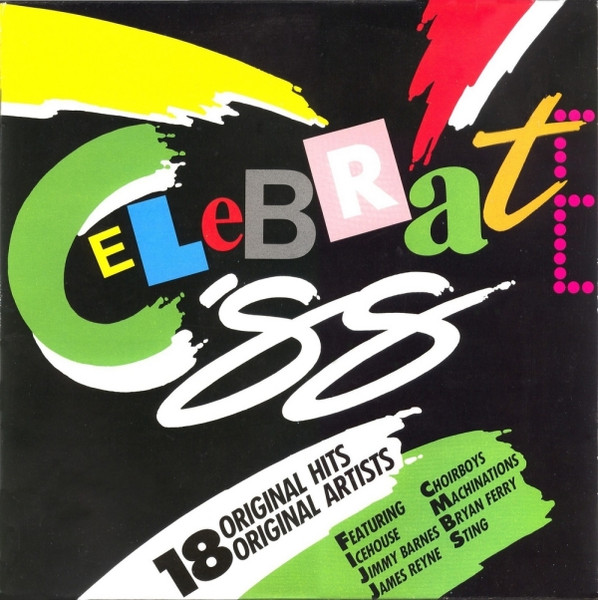 CELeBRatE
'88
18 ORIGINAL HITS
ORIGINAL ARTISTS
FEATURING
ICEHOUSE
JIMMY BARNES
JAMES REYNE
CHOIRBOYS
MACHINATIONS
BRYAN FERRY
STING